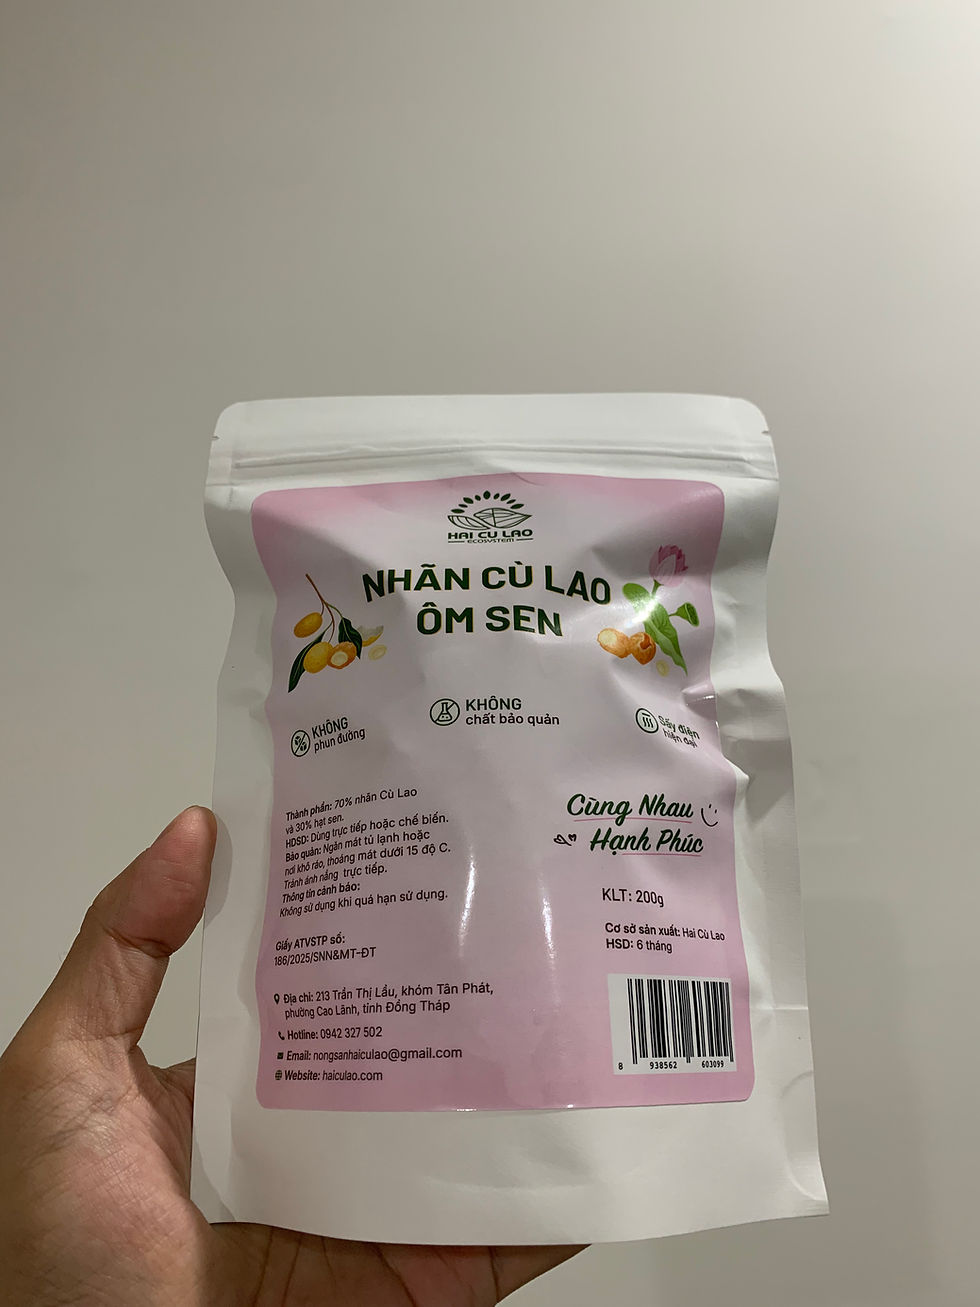 HAI CÙ LAO
ECOSYSTEM
NHÃN CÙ LAO
ÔM SEN
KHÔNG
phun đường
KHÔNG
chất bảo quản
Sấy điện
hiện đại
Thành phần: 70% nhãn Cù Lao
và 30% hạt sen.
HDSD: Dùng trực tiếp hoặc chế biến.
Bảo quản: Ngăn mát tủ lạnh hoặc
nơi khô ráo, thoáng mát dưới 15 độ C.
Tránh ánh nắng trực tiếp.
Thông tin cảnh báo:
Không sử dụng khi quá hạn sử dụng.
Giấy ATVSTP số:
186/2025/SNN&MT-ĐT
Địa chỉ: 213 Trần Thị Lầu, khóm Tân Phát,
phường Cao Lãnh, tỉnh Đồng Tháp
Hotline: 0942 327 502
Email: nongsanhaiculao@gmail.com
Website: haiculao.com
Cùng Nhau
Hạnh Phúc
KLT: 200g
Cơ sở sản xuất: Hai Cù Lao
HSD: 6 tháng
8 938562 603099